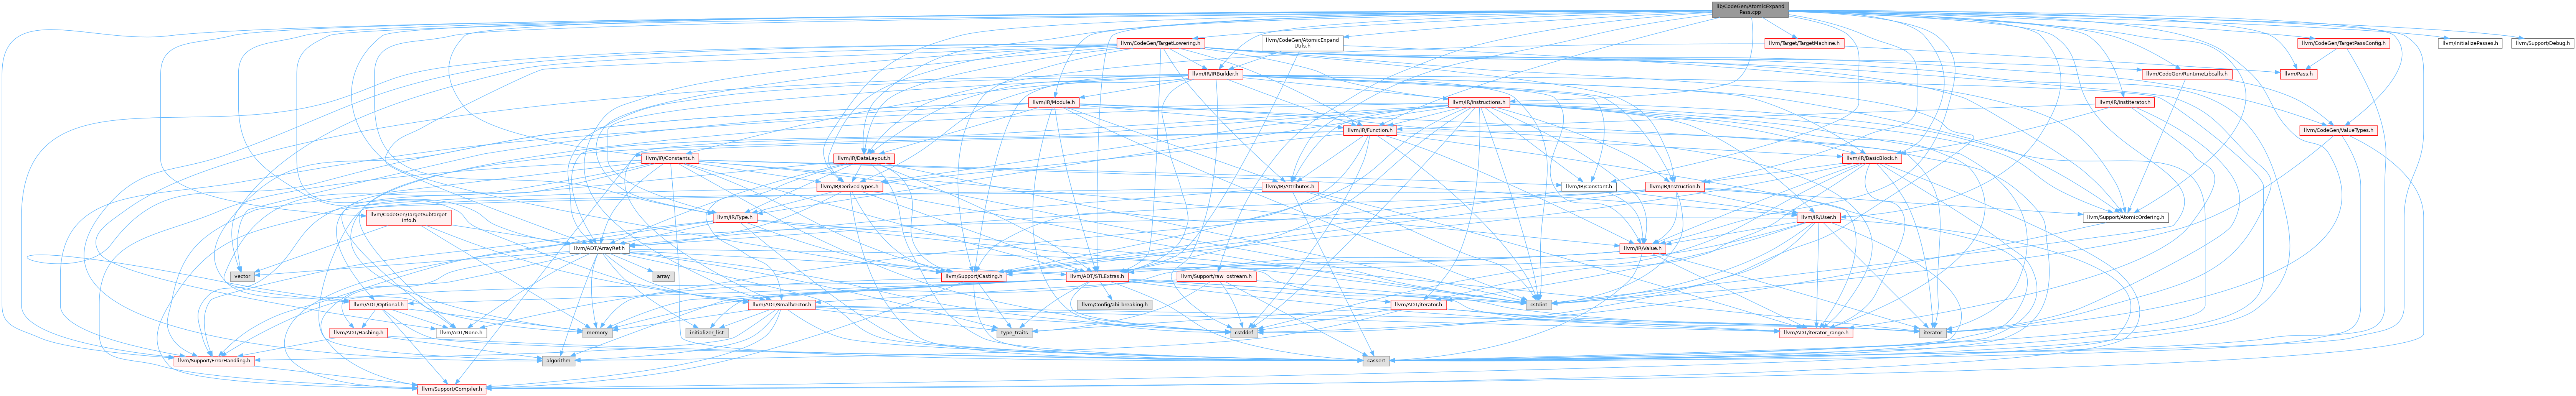 lib/CodeGen/AtomicExpand
Pass.cpp
llvm/CodeGen/TargetLowering.h
llvm/CodeGen/AtomicExpand
Utils.h
llvm/Target/TargetMachine.h
llvm/CodeGen/TargetPassConfig.h
llvm/InitializePasses.h
llvm/Support/Debug.h
llvm/IR/IRBuilder.h
llvm/CodeGen/RuntimeLibcalls.h
llvm/Pass.h
llvm/IR/Module.h
llvm/IR/Instructions.h
llvm/IR/InstIterator.h
llvm/IR/Function.h
llvm/CodeGen/ValueTypes.h
llvm/IR/Constants.h
llvm/IR/DataLayout.h
llvm/IR/BasicBlock.h
llvm/IR/DerivedTypes.h
llvm/IR/Attributes.h
llvm/IR/Constant.h
llvm/IR/Instruction.h
llvm/CodeGen/TargetSubtarget
Info.h
llvm/IR/Type.h
llvm/IR/User.h
llvm/Support/AtomicOrdering.h
llvm/ADT/ArrayRef.h
llvm/IR/Value.h
vector
array
llvm/Support/Casting.h
llvm/ADT/STLExtras.h
llvm/Support/raw_ostream.h
llvm/ADT/Optional.h
llvm/ADT/SmallVector.h
llvm/Config/abi-breaking.h
llvm/ADT/iterator.h
cstdint
llvm/ADT/Hashing.h
llvm/ADT/None.h
memory
initializer_list
type_traits
cstddef
llvm/ADT/iterator_range.h
iterator
llvm/Support/ErrorHandling.h
algorithm
cassert
llvm/Support/Compiler.h